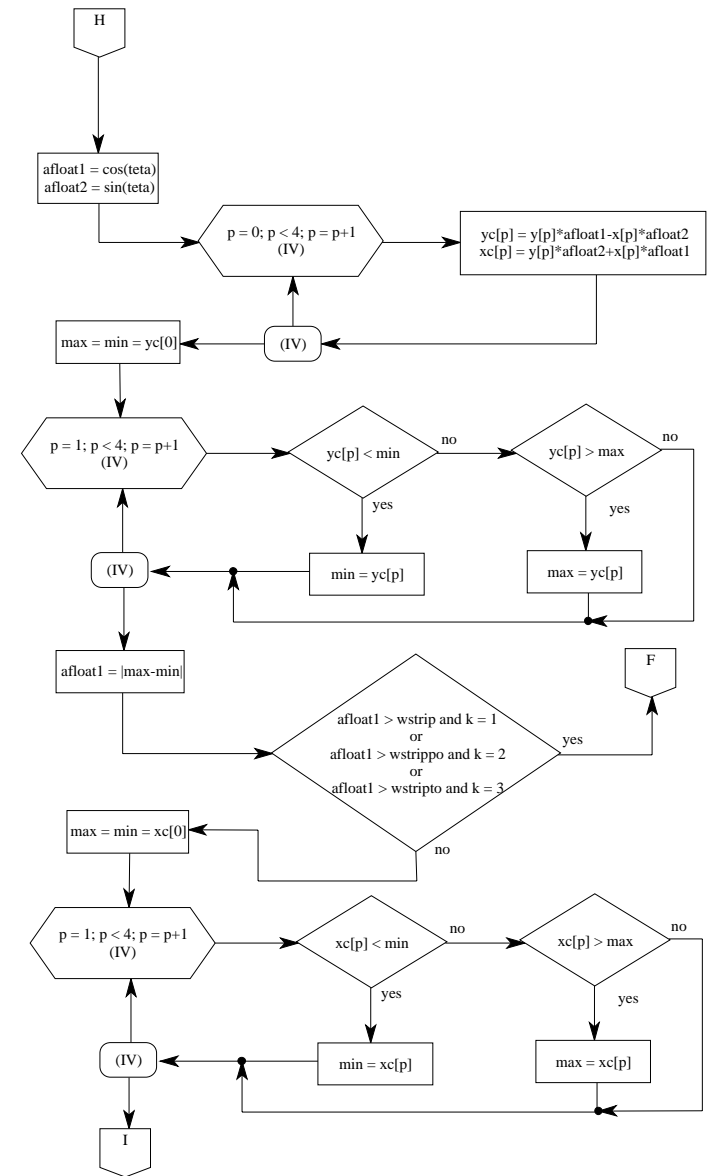 H
afloat1 = cos(teta)
afloat2 = sin(teta)
p = 0; p < 4; p = p+1
(IV)
yc[p] = y[p]*afloat1-x[p]*afloat2
xc[p] = y[p]*afloat2+x[p]*afloat1
max = min = yc[0]
(IV)
p = 1; p < 4; p = p+1
(IV)
yc[p] < min
no
yc[p] > max
no
yes
yes
(IV)
min = yc[p]
max = yc[p]
afloat1 = |max-min|
F
afloat1 > wstrip and k = 1
or
afloat1 > wstrippo and k = 2
or
afloat1 > wstripto and k = 3
yes
no
max = min = xc[0]
p = 1; p < 4; p = p+1
(IV)
xc[p] < min
no
xc[p] > max
no
yes
yes
(IV)
min = xc[p]
max = xc[p]
I